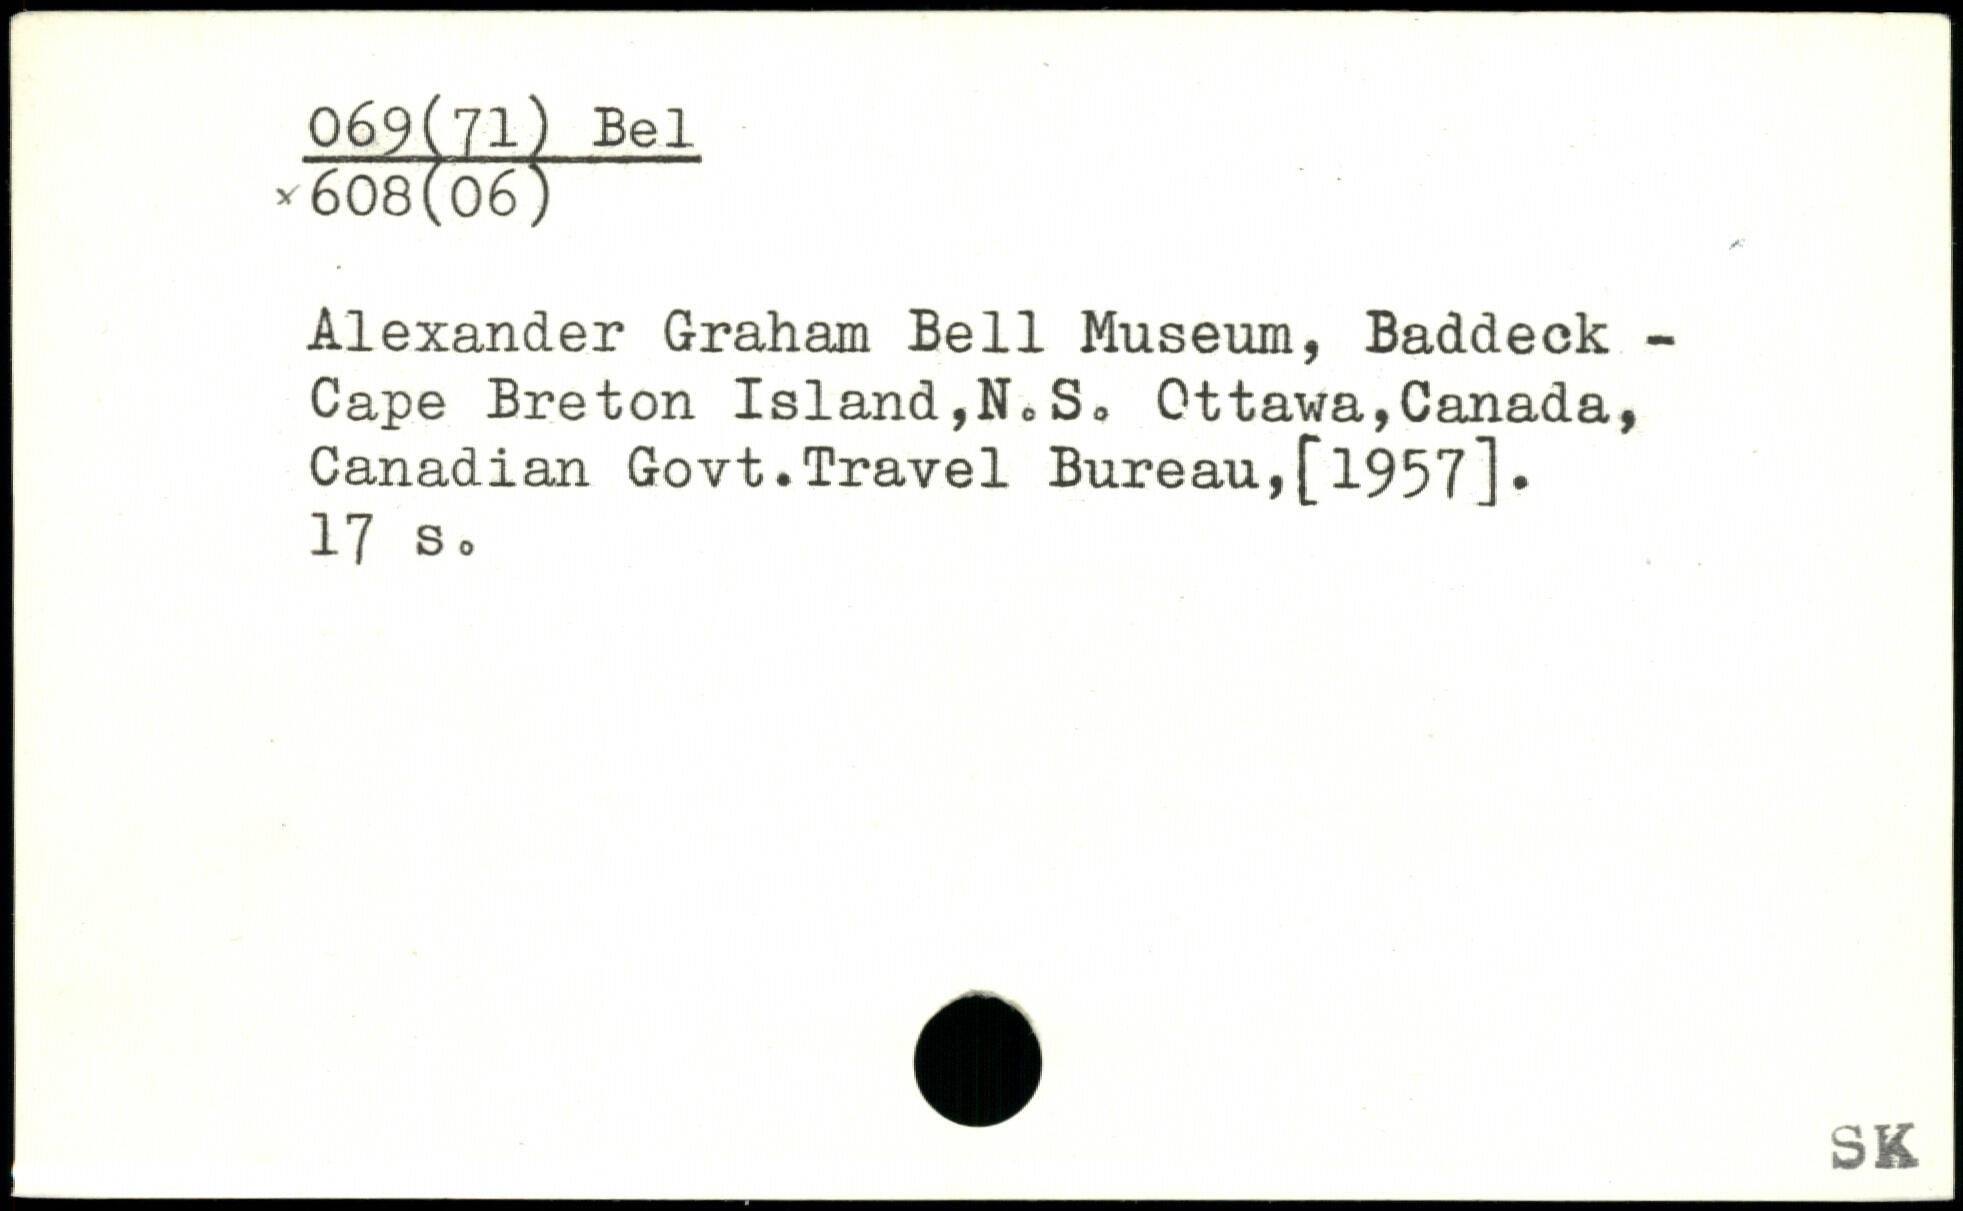 069(71) Bel
×608(06)
Alexander Graham Bell Museum, Baddeck -
Cape Breton Island,N.S. Ottawa,Canada,
Canadian Govt.Travel Bureau,[1957].
17 s.
SK